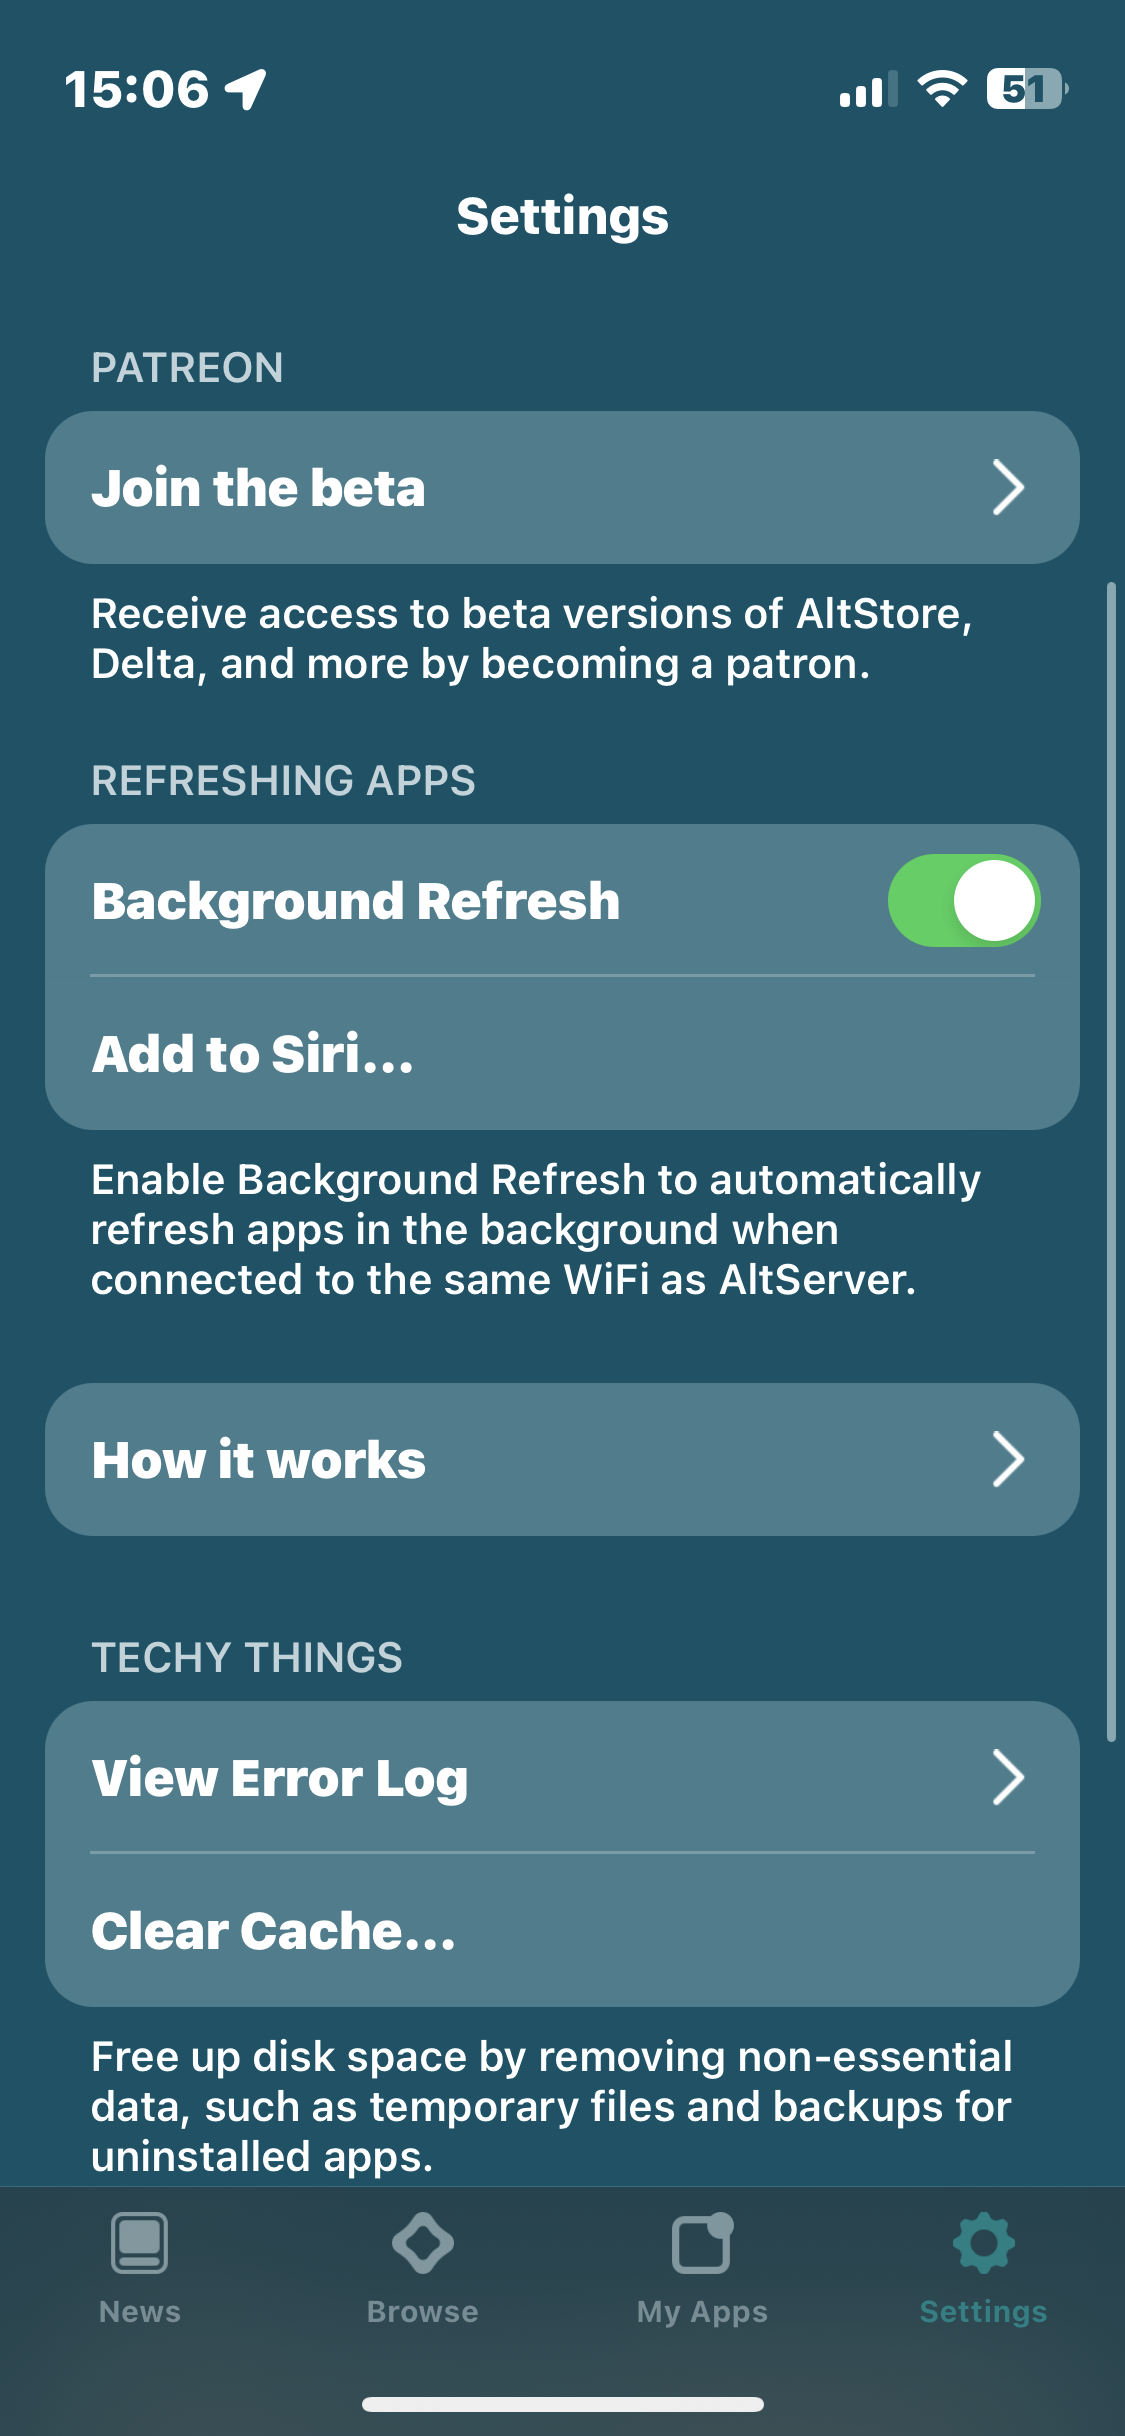 15:06
51
Settings
PATREON
Join the beta
Receive access to beta versions of AltStore,
Delta, and more by becoming a patron.
REFRESHING APPS
Background Refresh
Add to Siri...
Enable Background Refresh to automatically
refresh apps in the background when
connected to the same WiFi as AltServer.
How it works
TECHY THINGS
View Error Log
Clear Cache...
Free up disk space by removing non-essential
data, such as temporary files and backups for
uninstalled apps.
News
Browse
My Apps
Settings